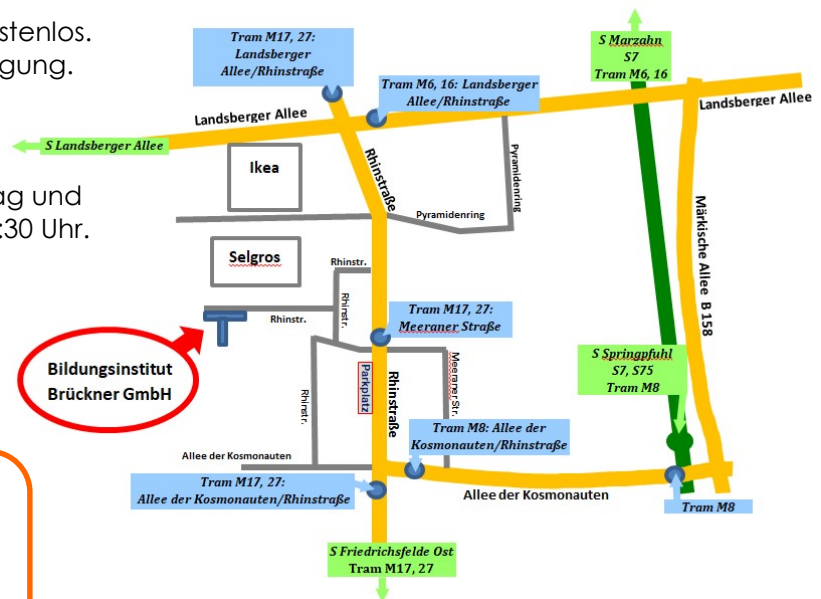 stenlos.
gung.
ag und
:30 Uhr.
Tram M17, 27:
Landsberger
Allee/Rhinstraße
Tram M6, 16: Landsberger
Allee/Rhinstraße
S Marzahn
S7
Tram M6, 16
Landsberger Allee
Landsberger Allee
S Landsberger Allee
Ikea
Rhinstraße
Pyramidenring
Pyramidenring
Märkische Allee B 158
Selgros
Rhinstr.
Rhinstr.
Rhinstr.
Tram M17, 27:
Meeraner Straße
Bildungsinstitut
Brückner GmbH
Rhinstr.
Parkplatz
Rhinstraße
Meeraner Str.
S Springpfuhl
S7, S75
Tram M8
Tram M8: Allee der
Kosmonauten/Rhinstraße
Allee der Kosmonauten
Tram M17, 27:
Allee der Kosmonauten/Rhinstraße
Allee der Kosmonauten
Tram M8
S Friedrichsfelde Ost
Tram M17, 27